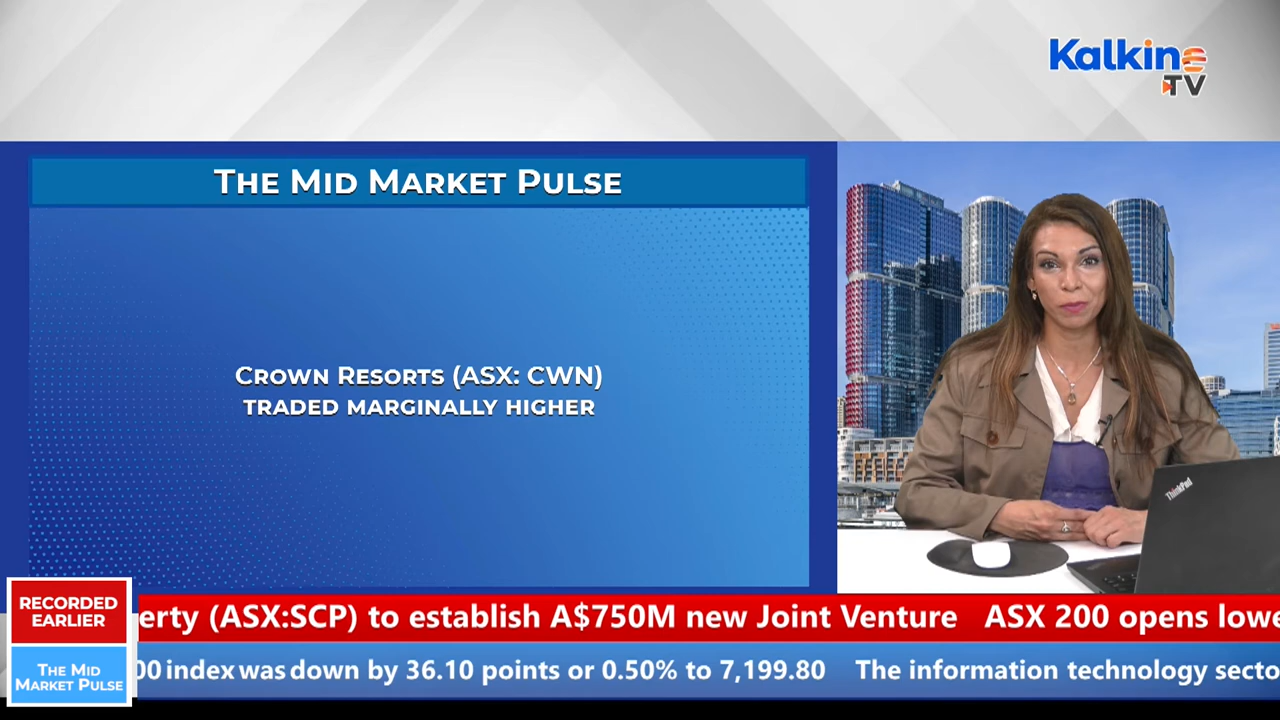 Kalkine
TV
THE MID MARKET PULSE
CROWN RESORTS (ASX: CWN)
TRADED MARGINALLY HIGHER
ThinkPad
RECORDED
EARLIER
erty (ASX:SCP) to establish A$750M new Joint Venture ASX 200 opens lowe
THE MID
MARKET PULSE
00 index was down by 36.10 points or 0.50% to 7,199.80 The information technology secto